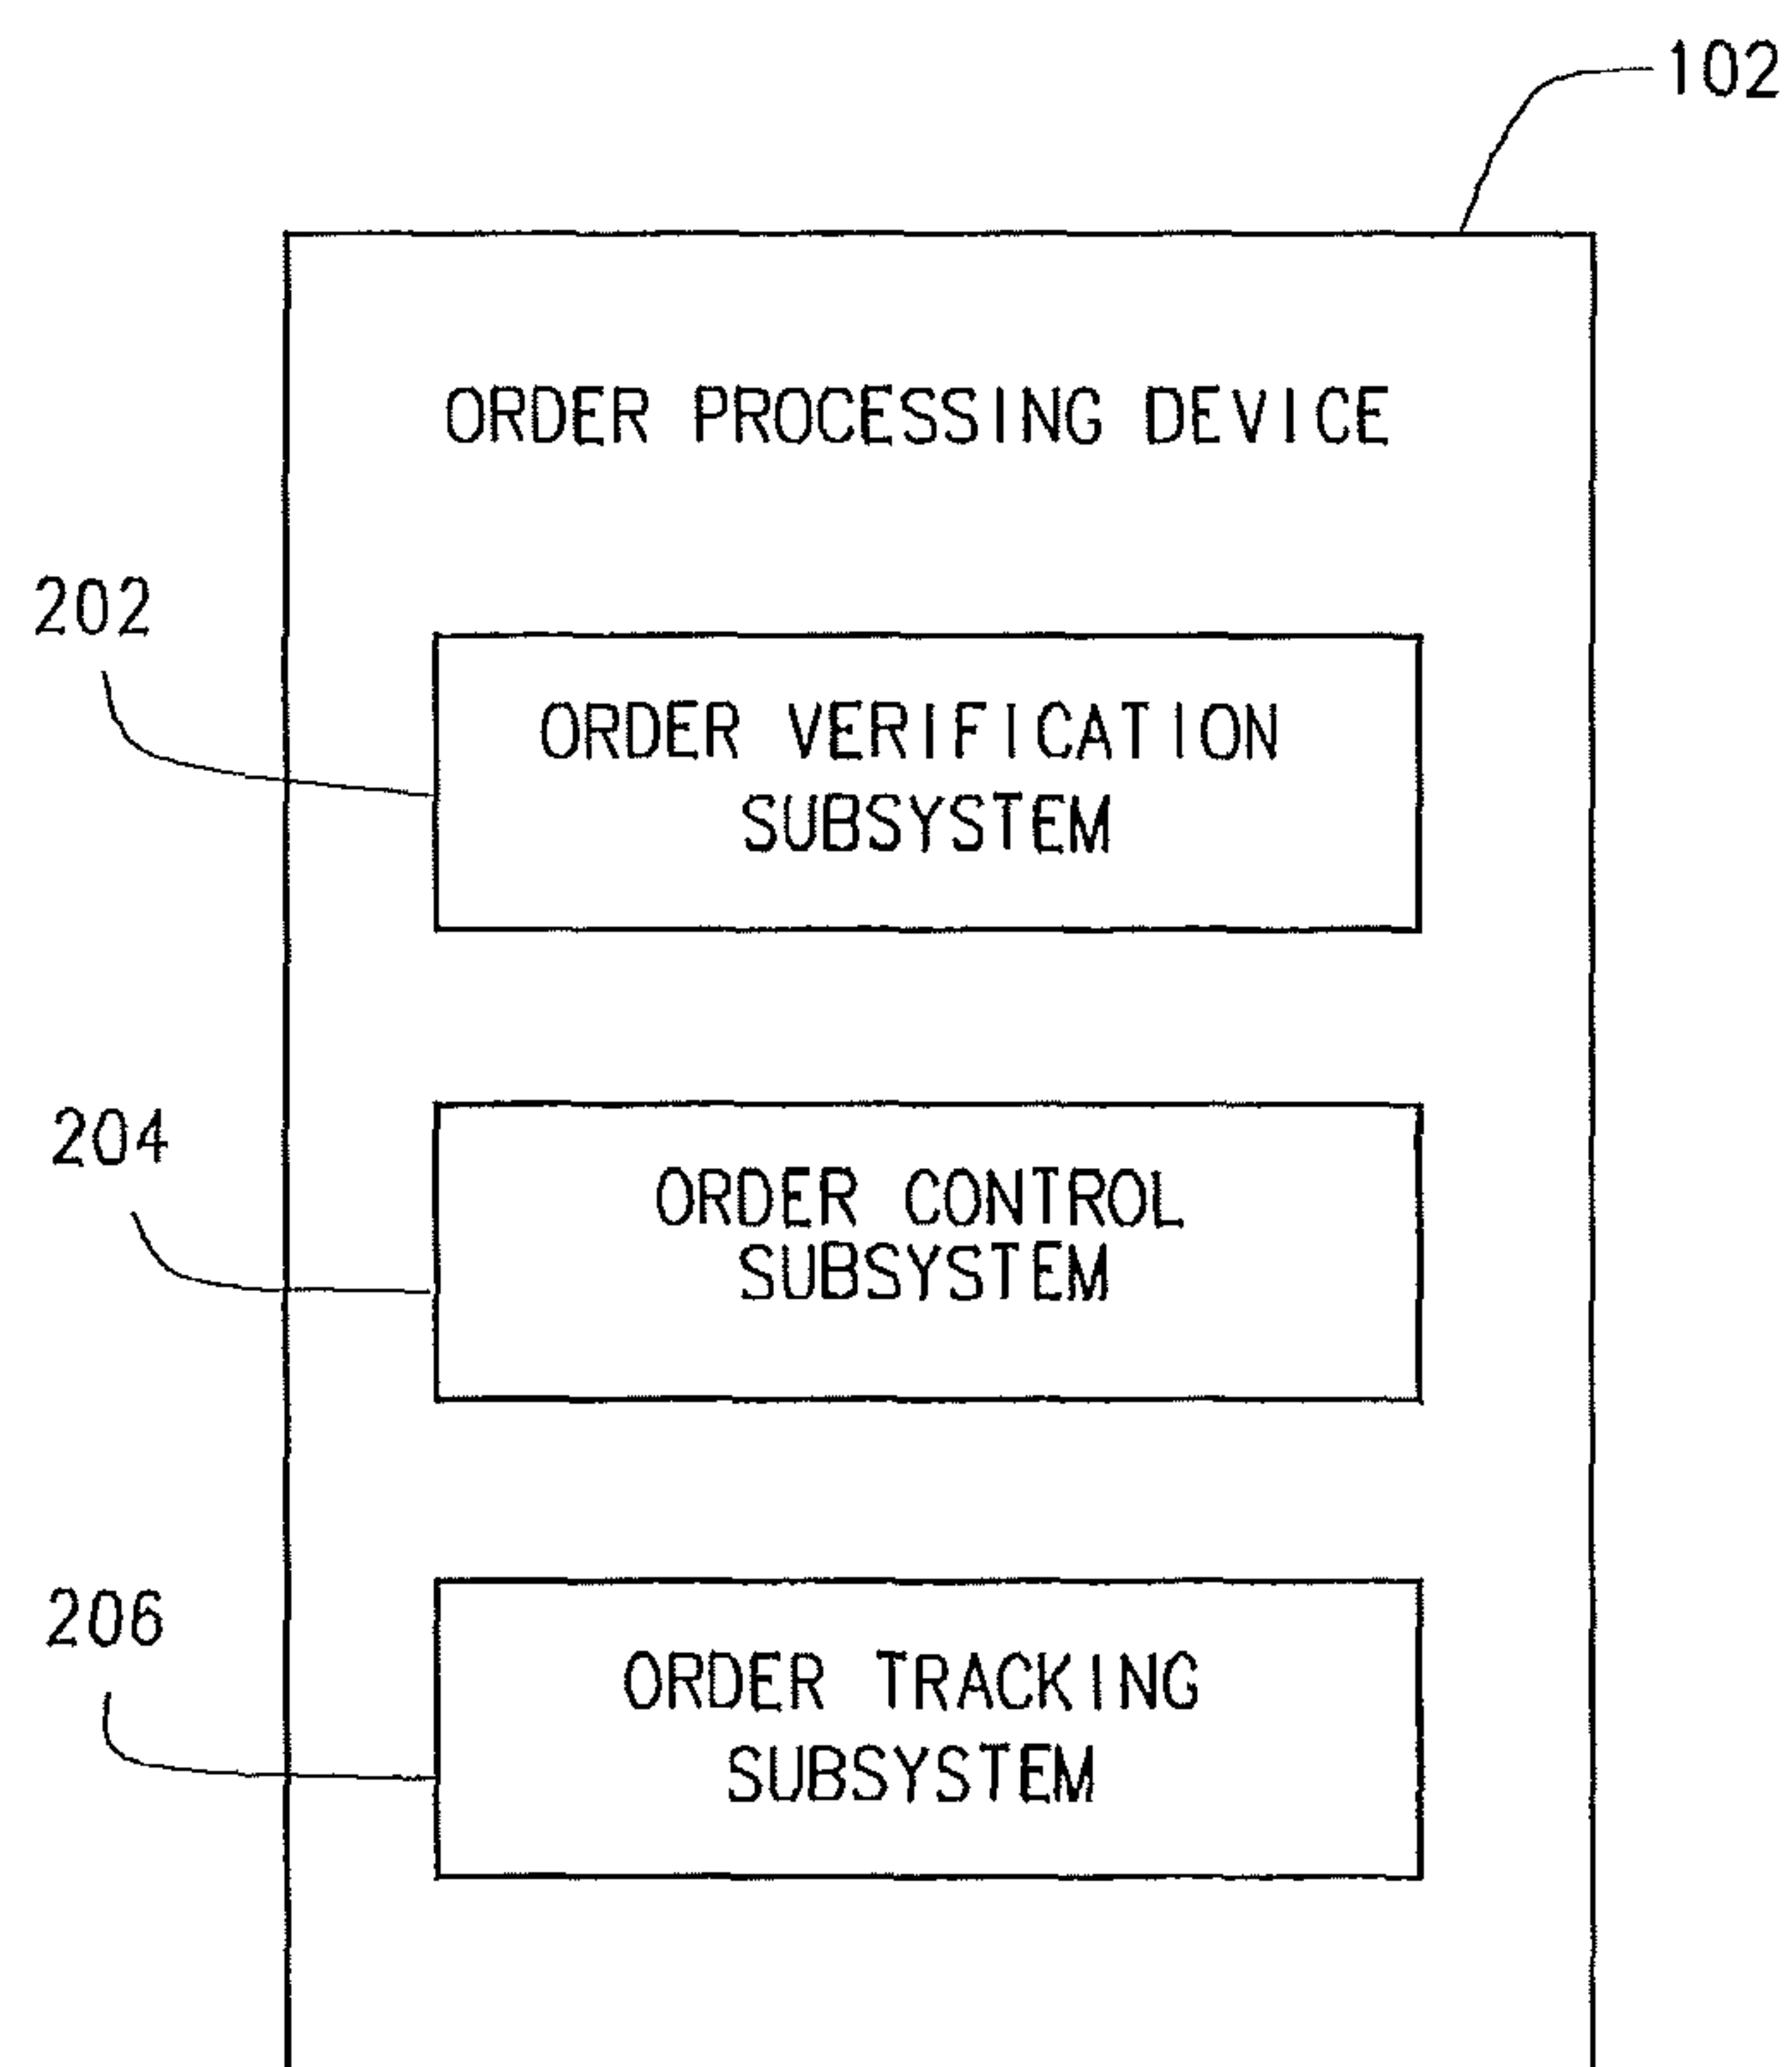 102
ORDER PROCESSING DEVICE
202
ORDER VERIFICATION
SUBSYSTEM
204
ORDER CONTROL
SUBSYSTEM
206
ORDER TRACKING
SUBSYSTEM